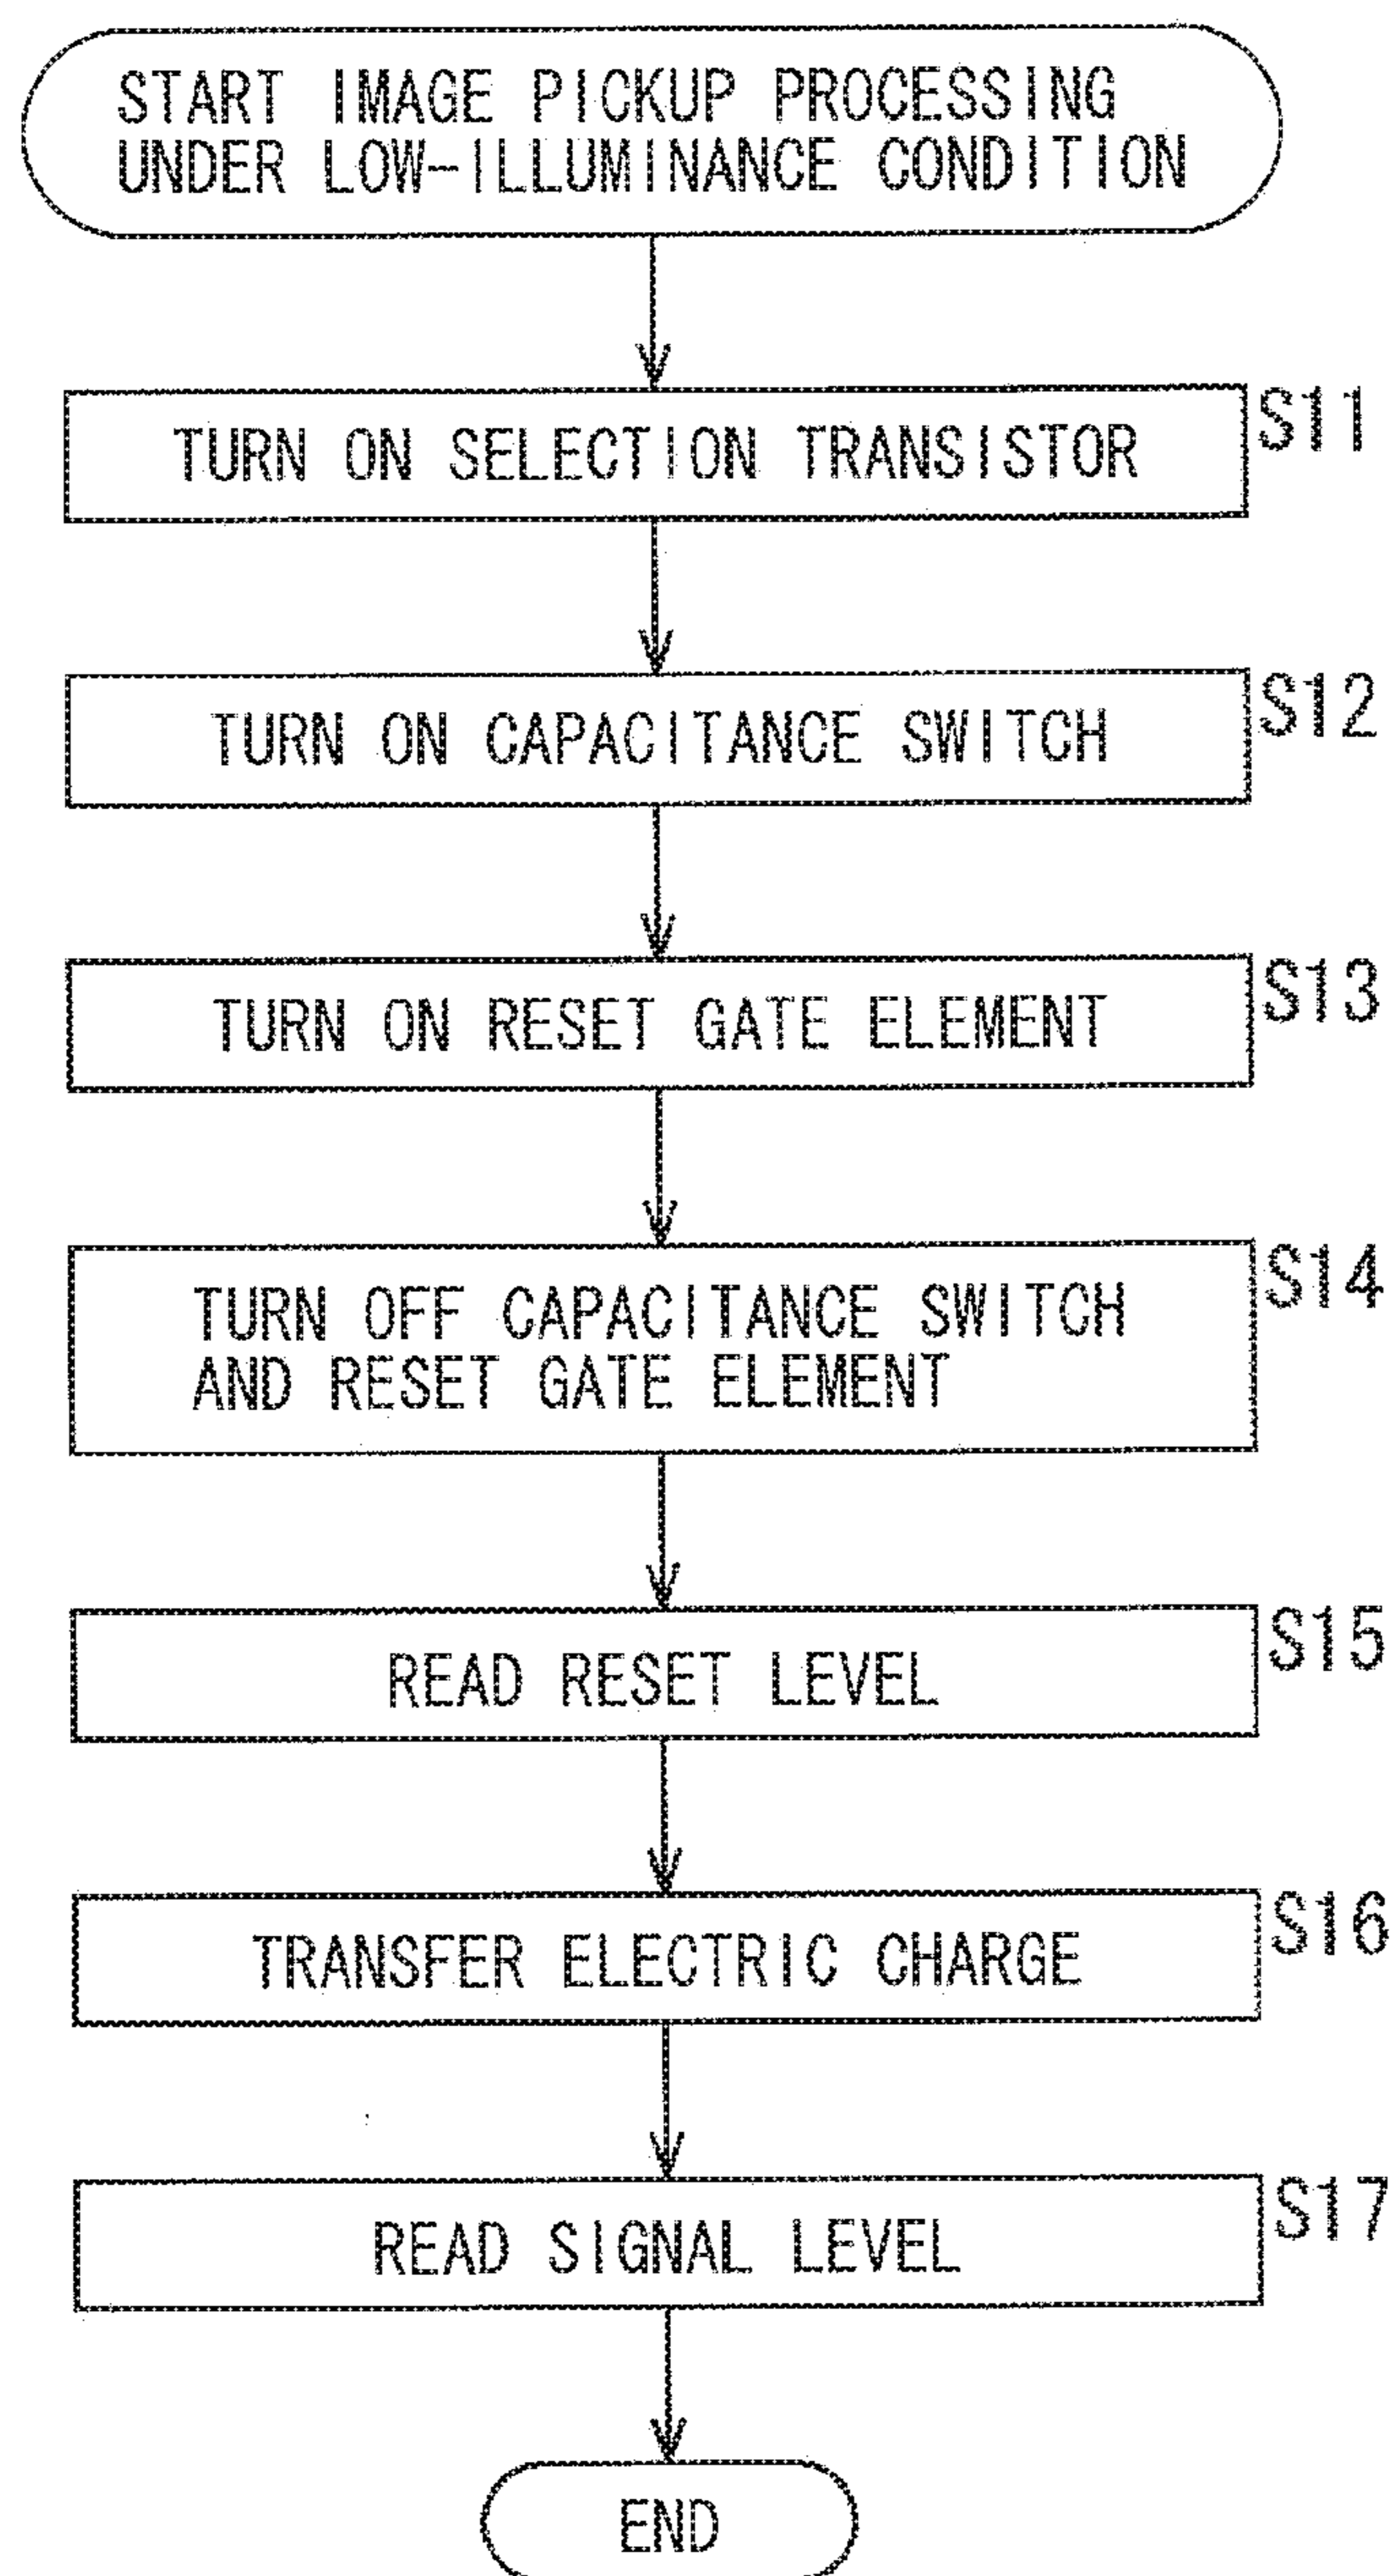 START IMAGE PICKUP PROCESSING
UNDER LOW-ILLUMINANCE CONDITION
TURN ON SELECTION TRANSISTOR
S11
TURN ON CAPACITANCE SWITCH
S12
TURN ON RESET GATE ELEMENT
S13
TURN OFF CAPACITANCE SWITCH
AND RESET GATE ELEMENT
S14
READ RESET LEVEL
S15
TRANSFER ELECTRIC CHARGE
S16
READ SIGNAL LEVEL
S17
END